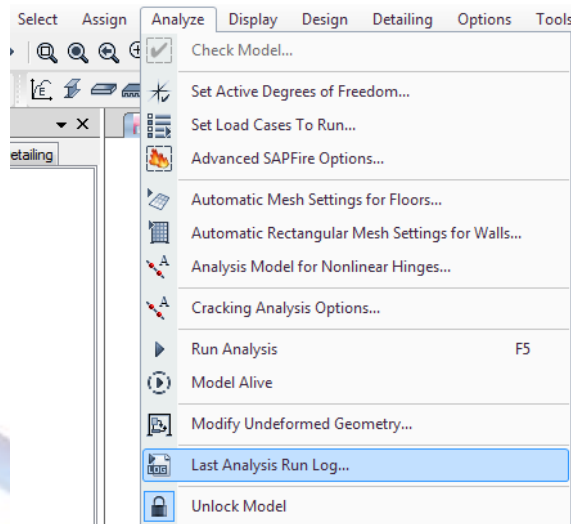 Select Assign Analyze Display Design Detailing Options Tools
Check Model...
Set Active Degrees of Freedom...
Set Load Cases To Run...
etailing
Advanced SAPFire Options...
Automatic Mesh Settings for Floors...
Automatic Rectangular Mesh Settings for Walls...
Analysis Model for Nonlinear Hinges...
Cracking Analysis Options...
Run Analysis F5
Model Alive
Modify Undeformed Geometry...
LOG Last Analysis Run Log...
Unlock Model